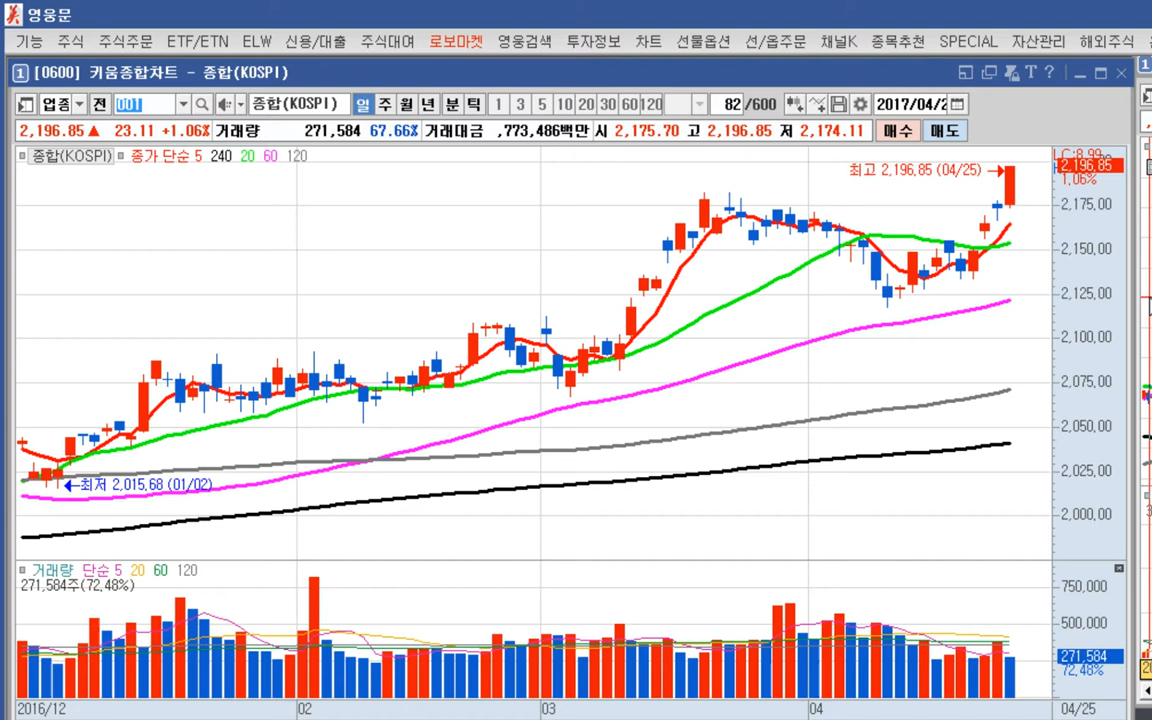 영웅문
기능 주식 주식주문 ETF/ETN ELW 신용/대출 주식대여 로보마켓 영웅검색 투자정보 차트 선물옵션 선/옵주문 채널K 종목추천 SPECIAL 자산관리 해외주식
1 [0600] 키움종합차트 - 종합(KOSPI)
업종 전 001 종합(KOSPI) 일 주 월 년 분 틱 1 3 5 10 20 30 60 120 82 /600 2017/04/2
2,196.85▲ 23.11 +1.06% 거래량 271,584 67.66% 거래대금 ,773,486백만 시 2,175.70 고 2,196.85 저 2,174.11 매수 매도
종합(KOSPI) 종가 단순 5 240 20 60 120
LC:8.99
최고 2,196,85 (04/25)
2,196,85
1,06%
2,175,00
2,150,00
2,125,00
2,100,00
2,075,00
2,050,00
2,025,00
최저 2,015,68 (01/02)
2,000,00
거래량 단순 5 20 60 120
271,584주(72,48%)
750,000
500,000
271,584
72,48%
2016/12 02 03 04 04/25